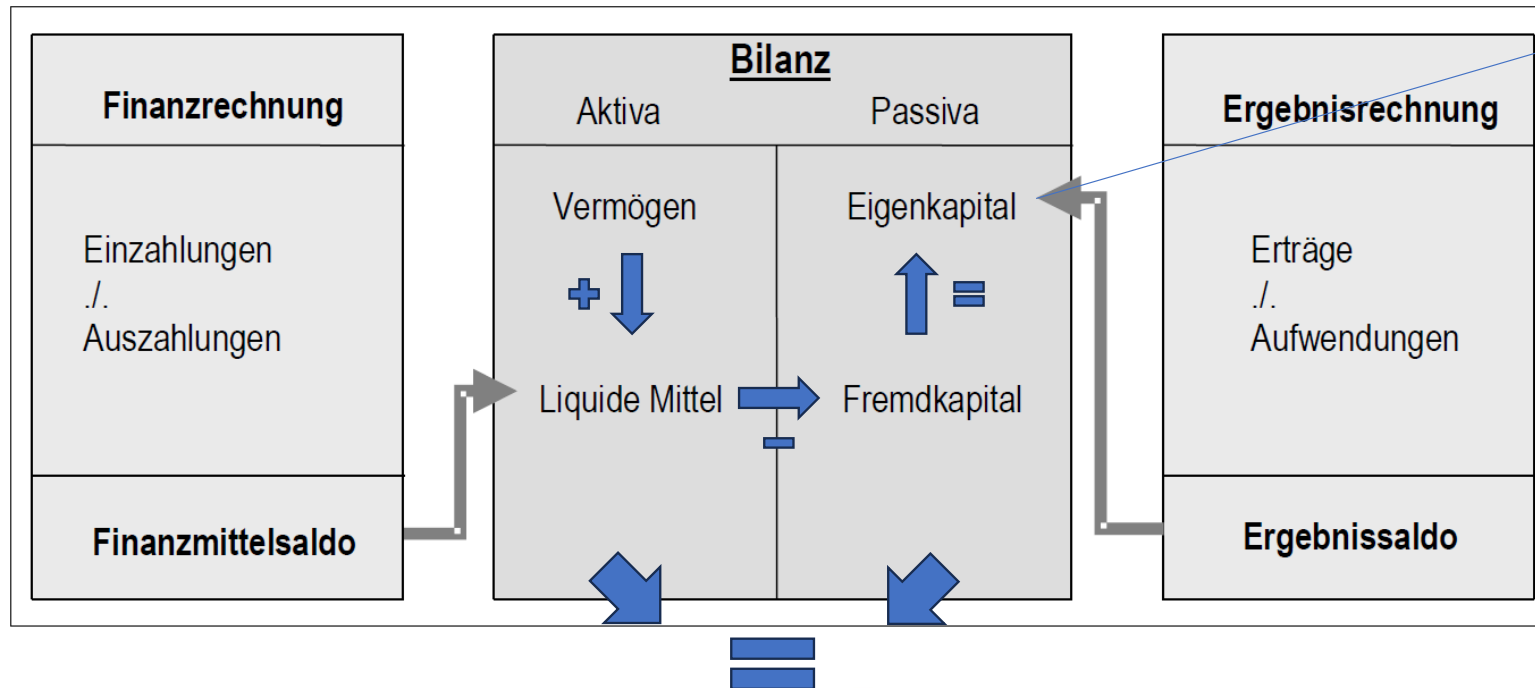 Finanzrechnung
Einzahlungen
./.
Auszahlungen
Finanzmittelsaldo
Bilanz
Aktiva Passiva
Vermögen Eigenkapital
Liquide Mittel Fremdkapital
Ergebnisrechnung
Erträge
./.
Aufwendungen
Ergebnissaldo